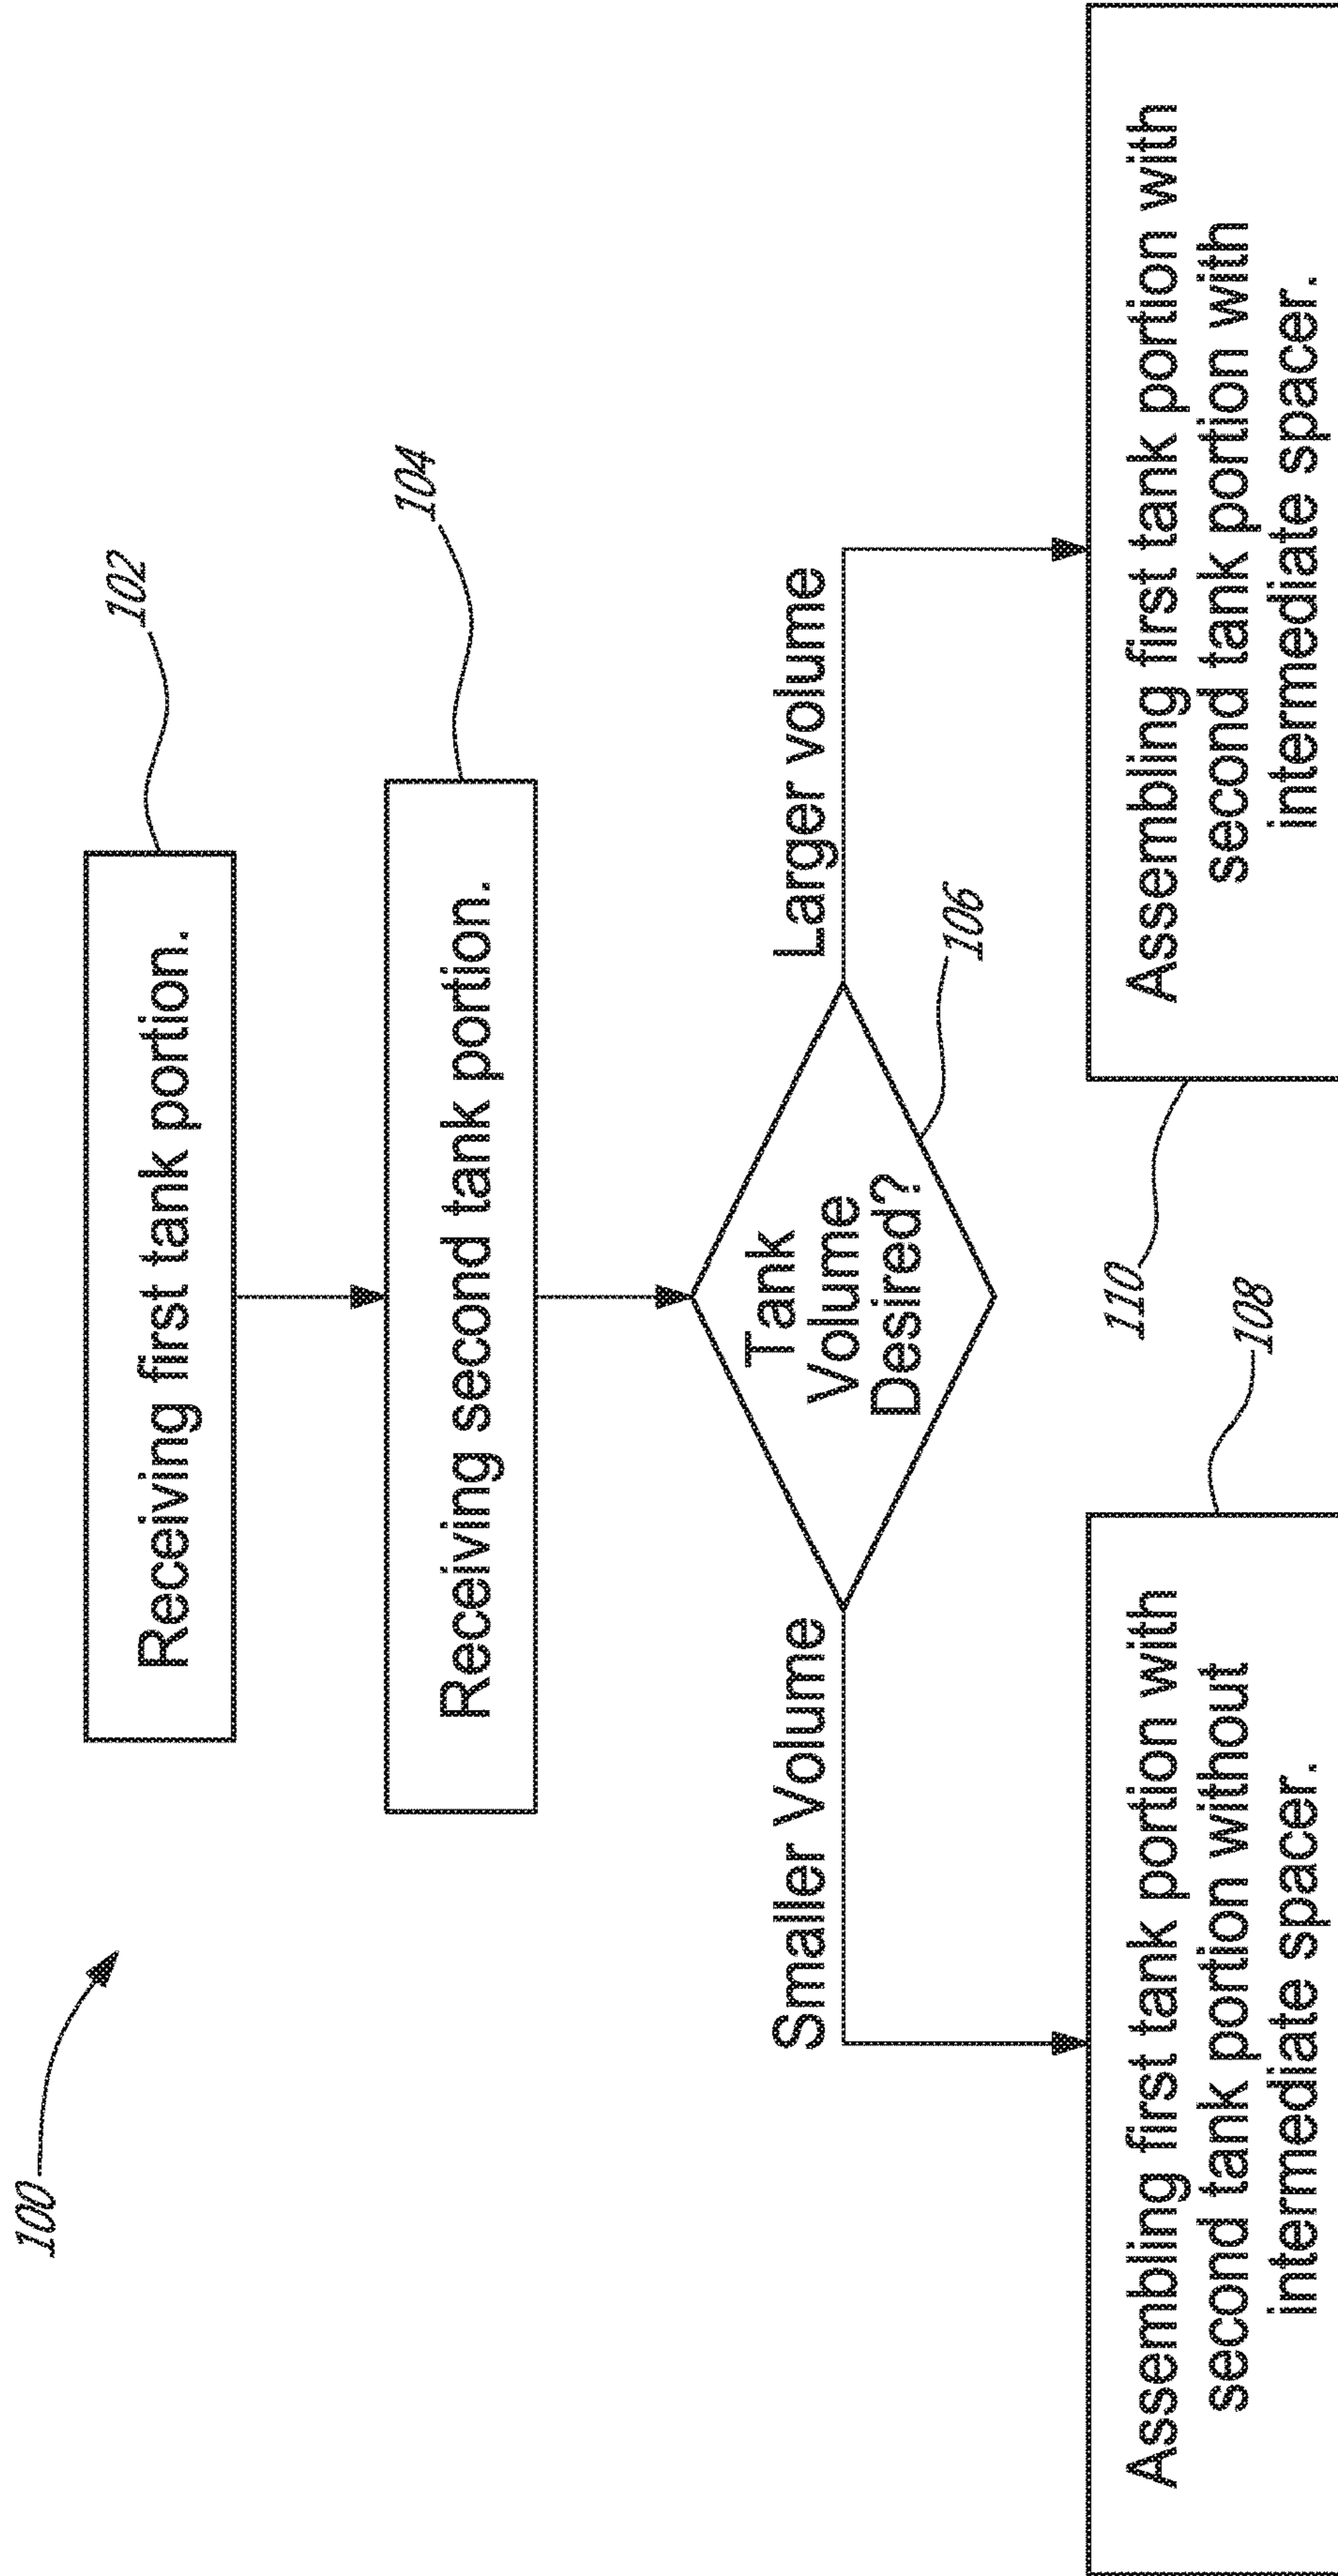 100
102
Receiving first tank portion.
104
Receiving second tank portion.
Smaller Volume
Tank
Volume
Desired?
Larger volume
106
110
108
Assembling first tank portion with
second tank portion without
intermediate spacer.
Assembling first tank portion with
second tank portion with
intermediate spacer.